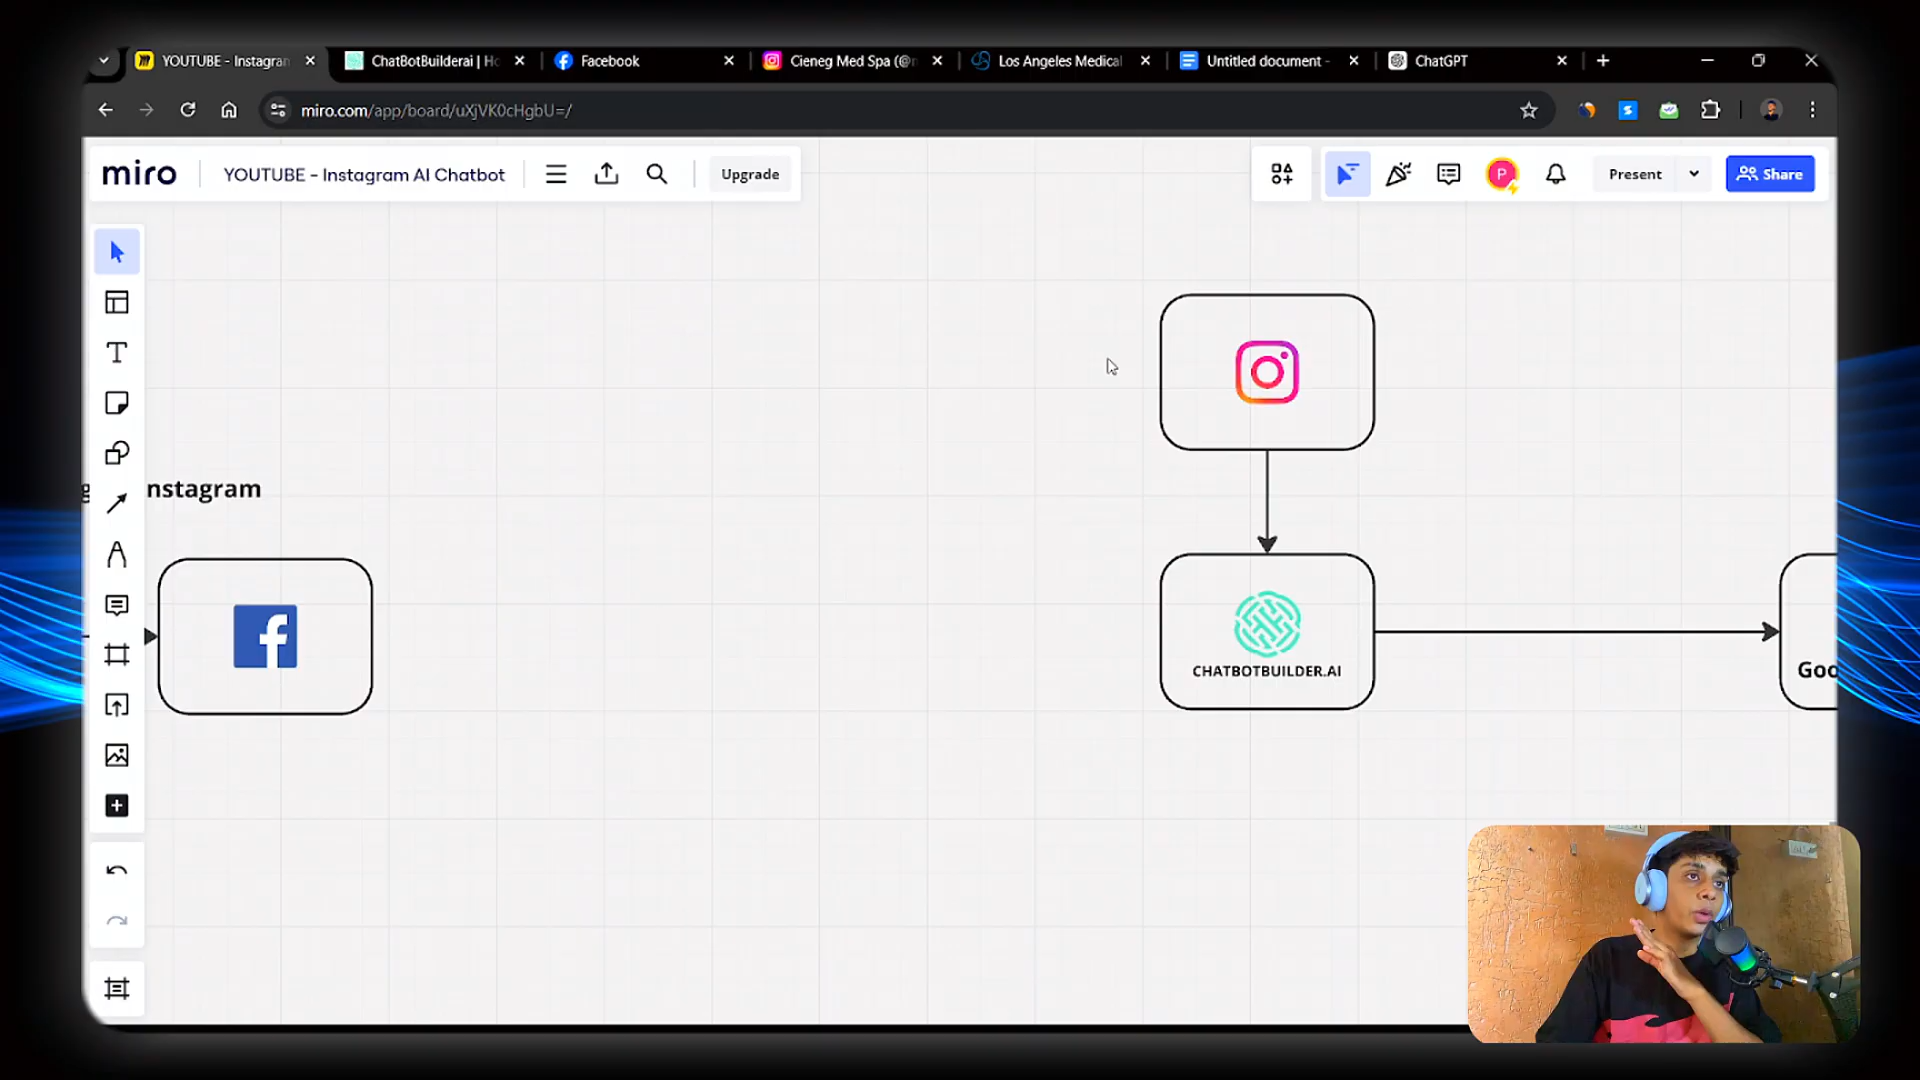 YOUTUBE - Instagran
ChatBotBuilderai | Ho
Facebook
Cieneg Med Spa (@n
Los Angeles Medical
Untitled document -
ChatGPT
miro.com/app/board/uXjVK0cHgbU=/
miro
YOUTUBE - Instagram AI Chatbot
Upgrade
P
Present
Share
nstagram
CHATBOTBUILDER.AI
Goo